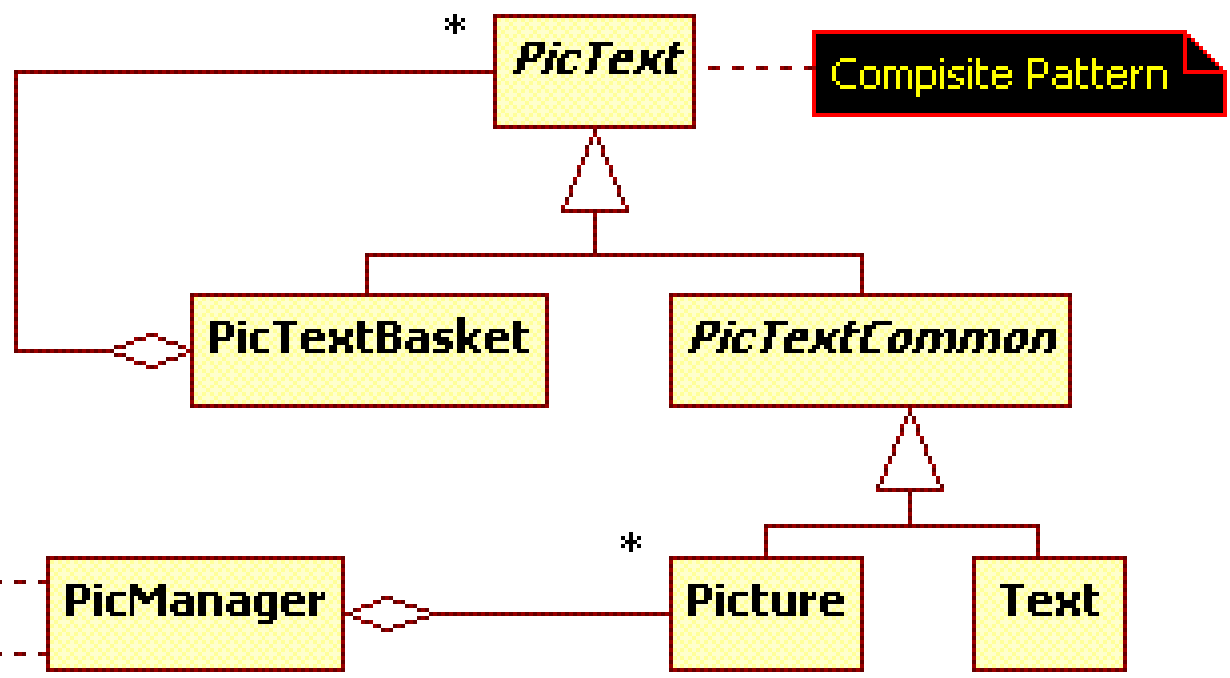 *
PicText
Compisite Pattern
PicTextBasket
PicTextCommon
*
PicManager
Picture
Text